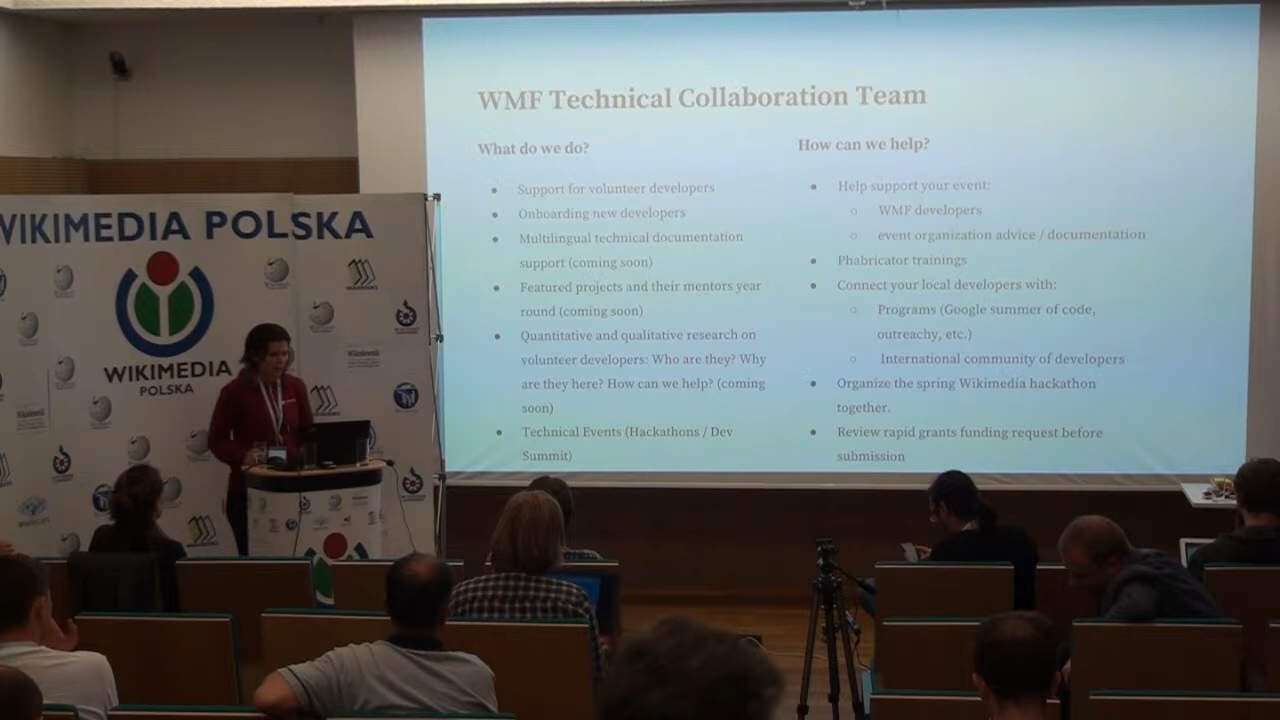 WMF Technical Collaboration Team
What do we do?
Support for volunteer developers
Onboarding new developers
Multilingual technical documentation
support (coming soon)
Featured projects and their mentors year
round (coming soon)
Quantitative and qualitative research on
volunteer developers: Who are they? Why
are they here? How can we help? (coming
soon)
Technical Events (Hackathons / Dev
Summit)
How can we help?
Help support your event:
WMF developers
event organization advice / documentation
Phabricator trainings
Connect your local developers with:
Programs (Google summer of code,
outreachy, etc.)
International community of developers
Organize the spring Wikimedia hackathon
together.
Review rapid grants funding request before
submission
WIKIMEDIA POLSKA
WIKIMEDIA
POLSKA